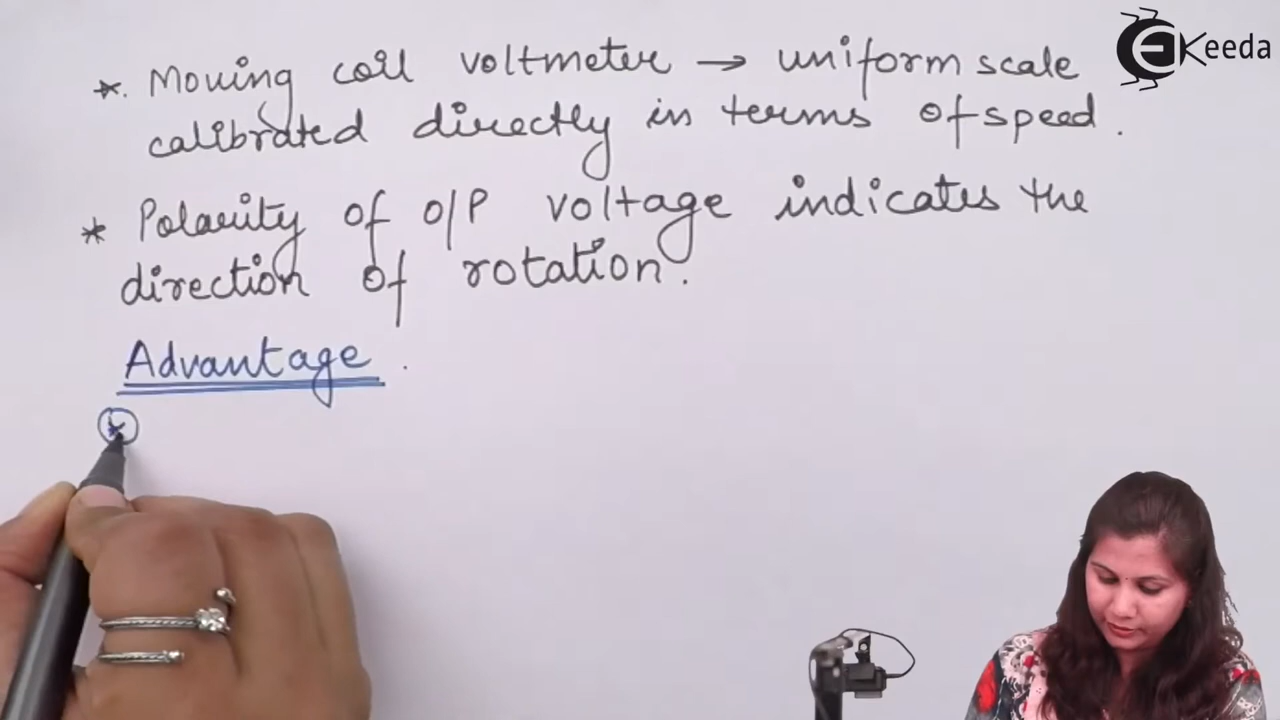 * Moving coil voltmeter → uniform scale
calibrated directly in terms of speed.
* Polarity of O/P voltage indicates the
direction of rotation.
Advantage.
*
EKeeda